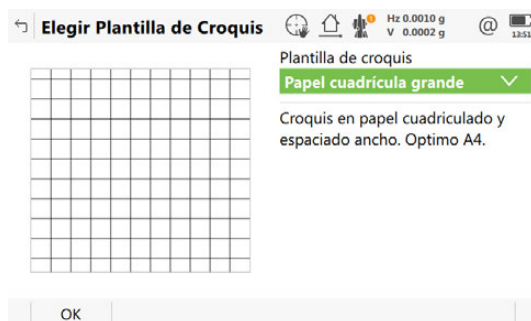 Elegir Plantilla de Croquis
Hz 0.0010 g
V 0.0002 g
@
13:51
Plantilla de croquis
Papel cuadrícula grande
Croquis en papel cuadriculado y
espaciado ancho. Optimo A4.
OK